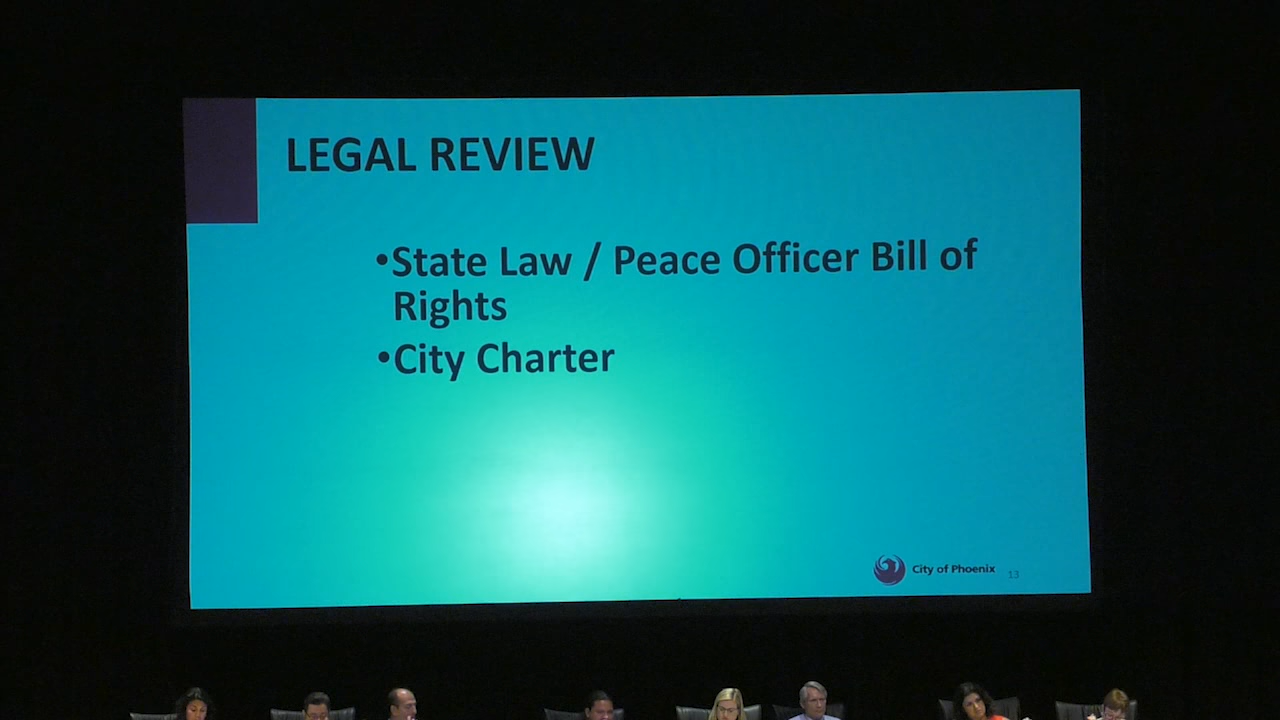 LEGAL REVIEW
•State Law / Peace Officer Bill of
Rights
•City Charter
City of Phoenix
13